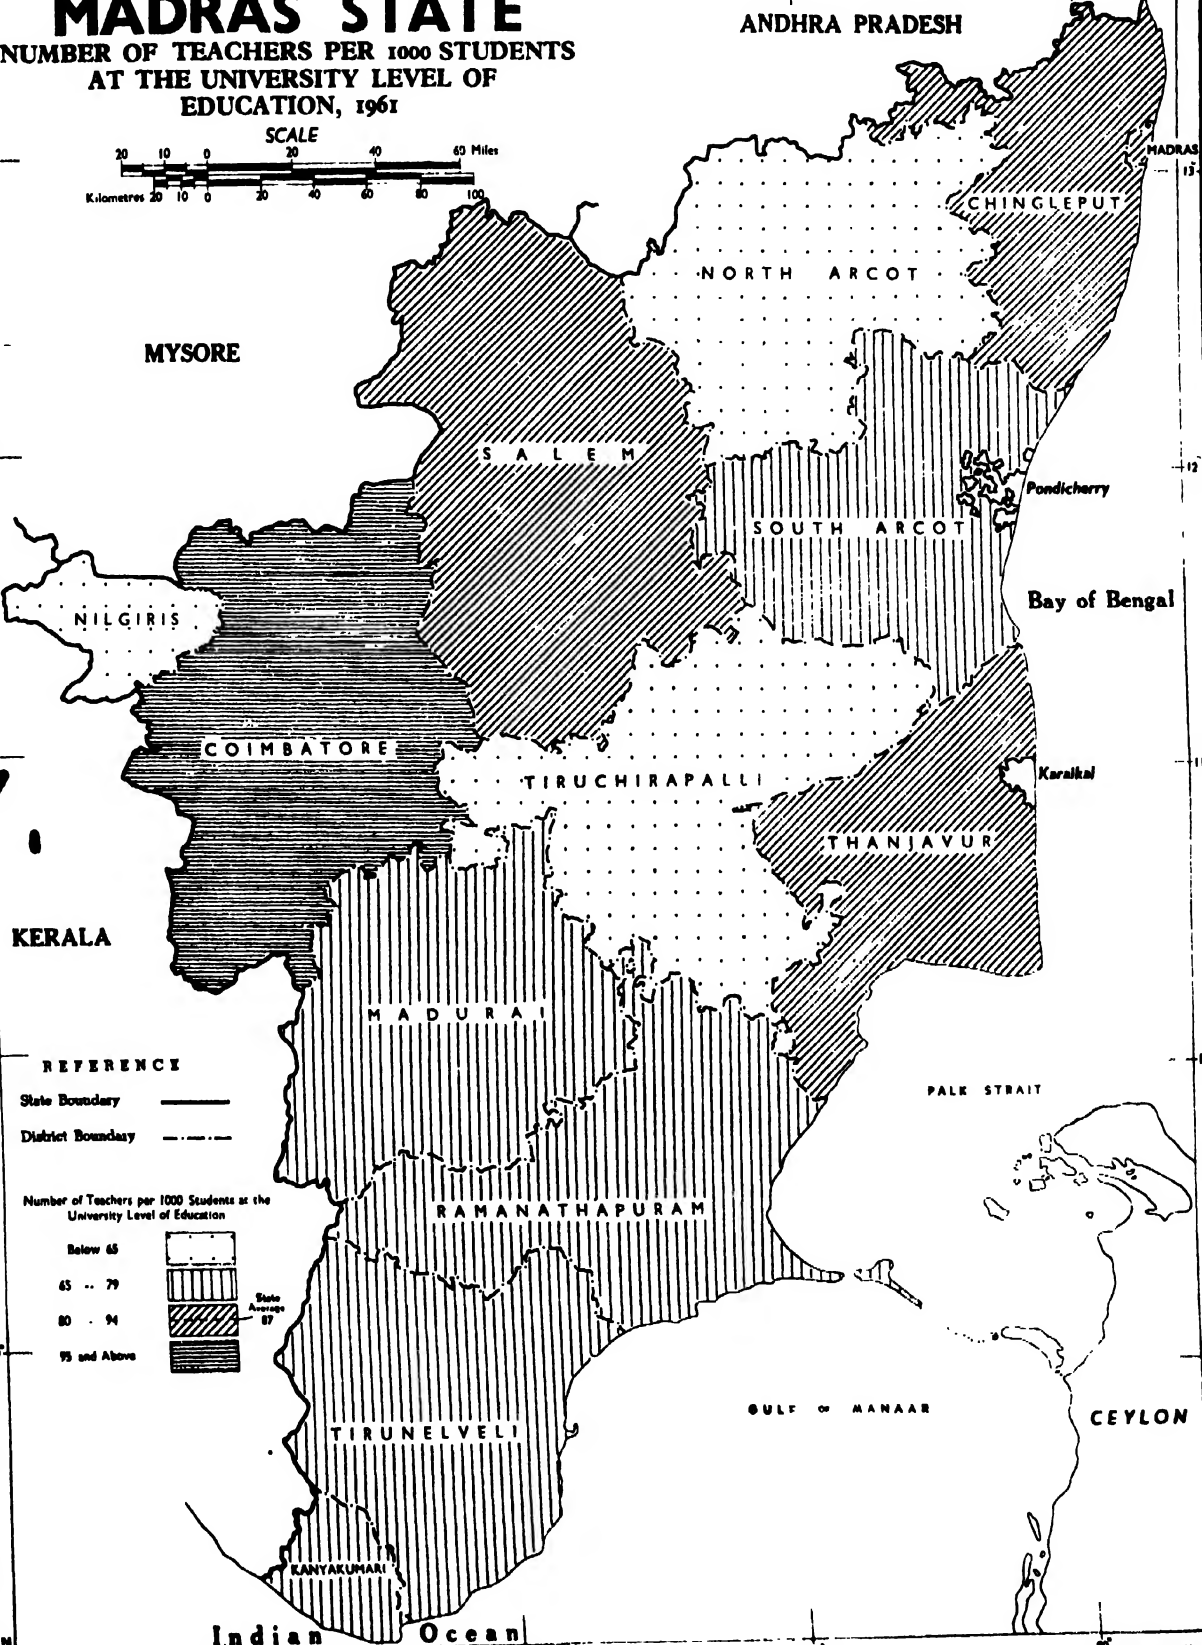 MADRAS STATE
NUMBER OF TEACHERS PER 1000 STUDENTS
AT THE UNIVERSITY LEVEL OF
EDUCATION, 1961
SCALE
20 10 0 20 40 60 Miles
Kilometres 20 10 0 20 40 60 80 100
ANDHRA PRADESH
MADRAS
13
CHINGLEPUT
NORTH ARCOT
MYSORE
SALEM
12
Pondicherry
SOUTH ARCOT
Bay of Bengal
NILGIRIS
COIMBATORE
TIRUCHIRAPALLI
Karaikal
THANJAVUR
KERALA
MADURAI
REFERENCE
State Boundary
District Boundary
PALK STRAIT
Number of Teachers per 1000 Students at the
University Level of Education
Below 65
65 .. 79
80 - 94
95 and Above
State
Average
87
RAMANATHAPURAM
GULF OF MANAAR
CEYLON
TIRUNELVELI
KANYAKUMARI
Indian Ocean